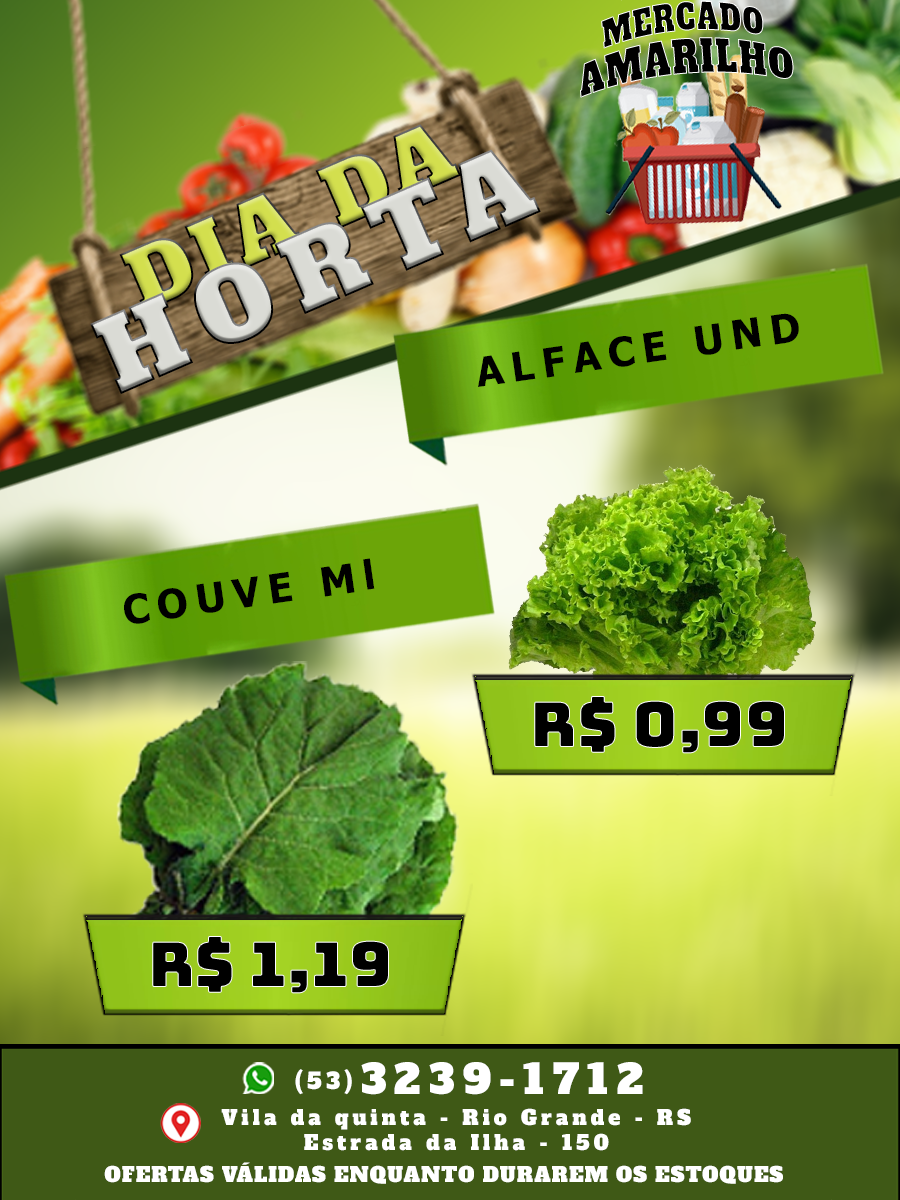 MERCADO
AMARILHO
DIA DA
HORTA
ALFACE UND
R$ 0,99
COUVE MI
R$ 1,19
(53)3239-1712
Vila da quinta - Rio Grande - RS
Estrada da Ilha - 150
OFERTAS VÁLIDAS ENQUANTO DURAREM OS ESTOQUES